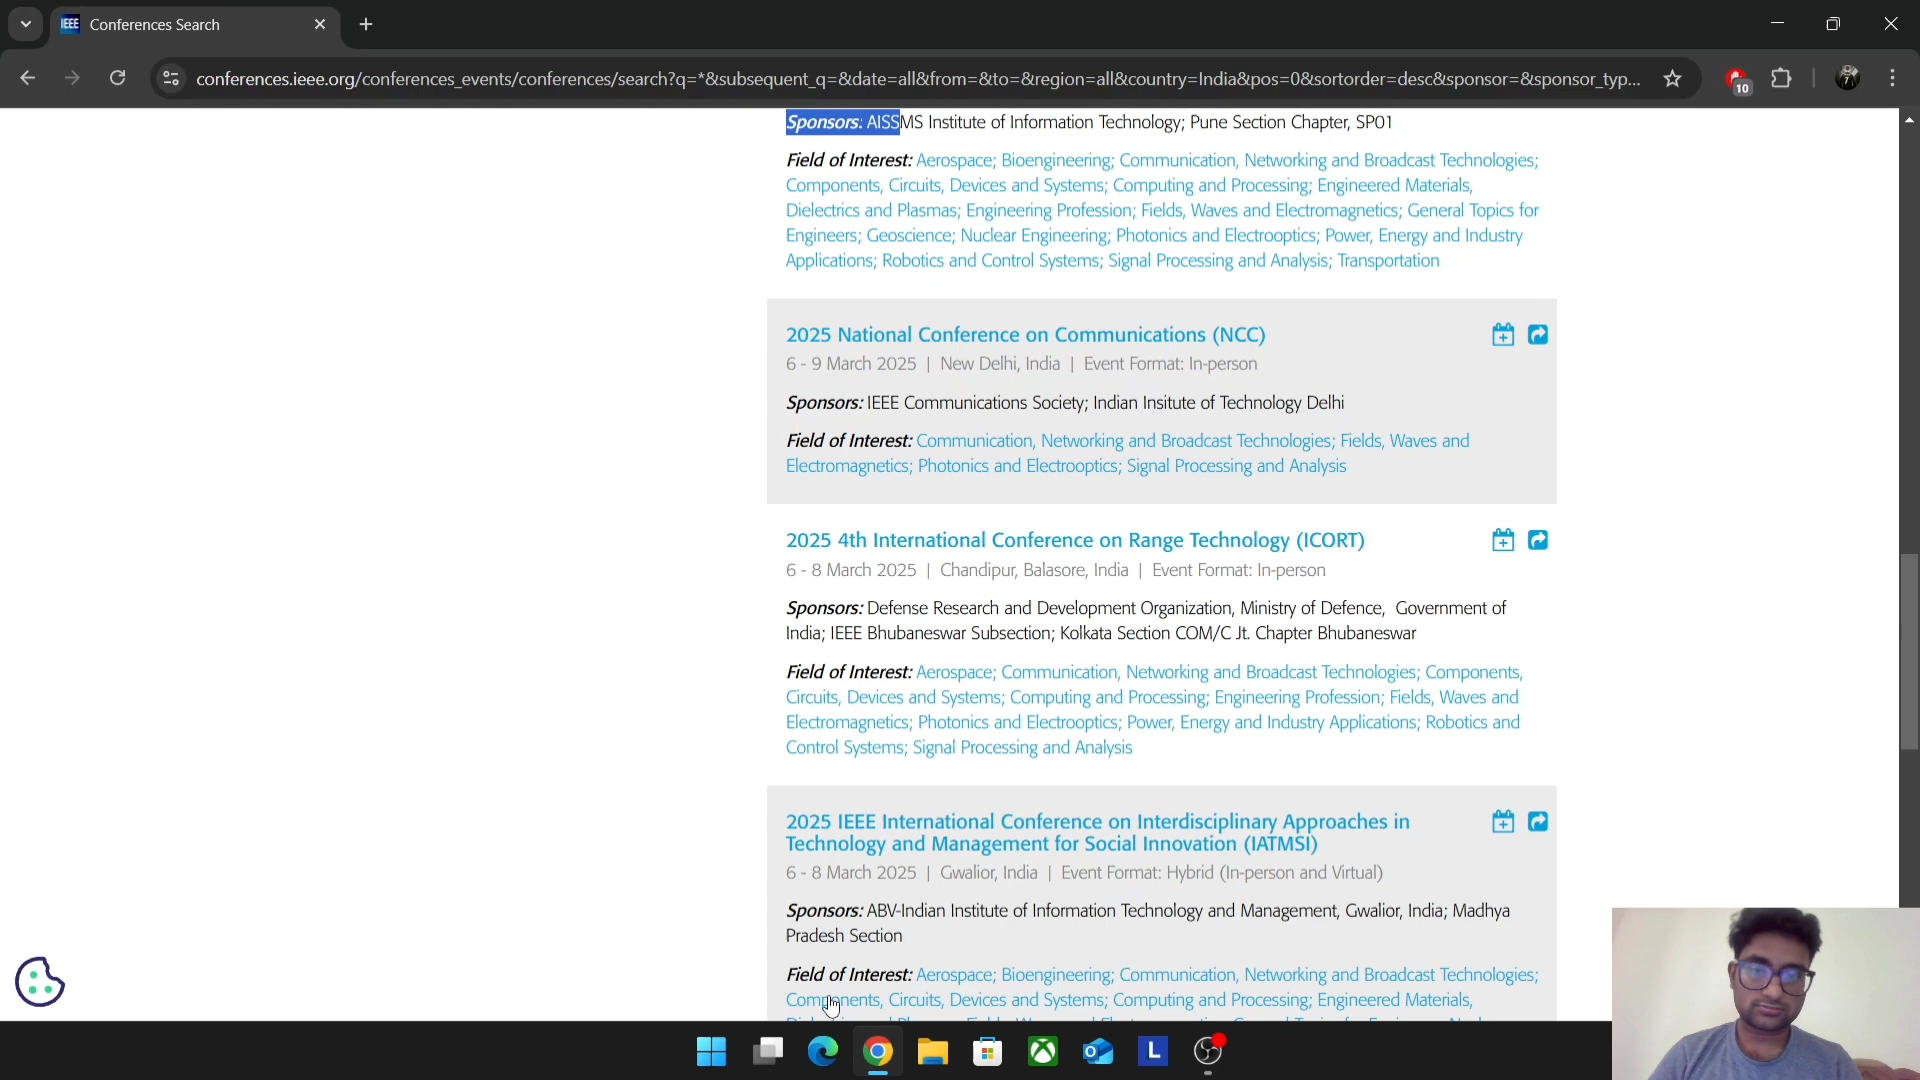 IEEE Conferences Search
conferences.ieee.org/conferences_events/conferences/search?q=*&subsequent_q=&date=all&from=&to=&region=all&country=India&pos=0&sortorder=desc&sponsor=&sponsor_typ...
10
7
Sponsors: AISSMS Institute of Information Technology; Pune Section Chapter, SP01
Field of Interest: Aerospace; Bioengineering; Communication, Networking and Broadcast Technologies;
Components, Circuits, Devices and Systems; Computing and Processing; Engineered Materials,
Dielectrics and Plasmas; Engineering Profession; Fields, Waves and Electromagnetics; General Topics for
Engineers; Geoscience; Nuclear Engineering; Photonics and Electrooptics; Power, Energy and Industry
Applications; Robotics and Control Systems; Signal Processing and Analysis; Transportation
2025 National Conference on Communications (NCC)
6 - 9 March 2025 | New Delhi, India | Event Format: In-person
Sponsors: IEEE Communications Society; Indian Insitute of Technology Delhi
Field of Interest: Communication, Networking and Broadcast Technologies; Fields, Waves and
Electromagnetics; Photonics and Electrooptics; Signal Processing and Analysis
2025 4th International Conference on Range Technology (ICORT)
6 - 8 March 2025 | Chandipur, Balasore, India | Event Format: In-person
Sponsors: Defense Research and Development Organization, Ministry of Defence, Government of
India; IEEE Bhubaneswar Subsection; Kolkata Section COM/C Jt. Chapter Bhubaneswar
Field of Interest: Aerospace; Communication, Networking and Broadcast Technologies; Components,
Circuits, Devices and Systems; Computing and Processing; Engineering Profession; Fields, Waves and
Electromagnetics; Photonics and Electrooptics; Power, Energy and Industry Applications; Robotics and
Control Systems; Signal Processing and Analysis
2025 IEEE International Conference on Interdisciplinary Approaches in
Technology and Management for Social Innovation (IATMSI)
6 - 8 March 2025 | Gwalior, India | Event Format: Hybrid (In-person and Virtual)
Sponsors: ABV-Indian Institute of Information Technology and Management, Gwalior, India; Madhya
Pradesh Section
Field of Interest: Aerospace; Bioengineering; Communication, Networking and Broadcast Technologies;
Components, Circuits, Devices and Systems; Computing and Processing; Engineered Materials,
L